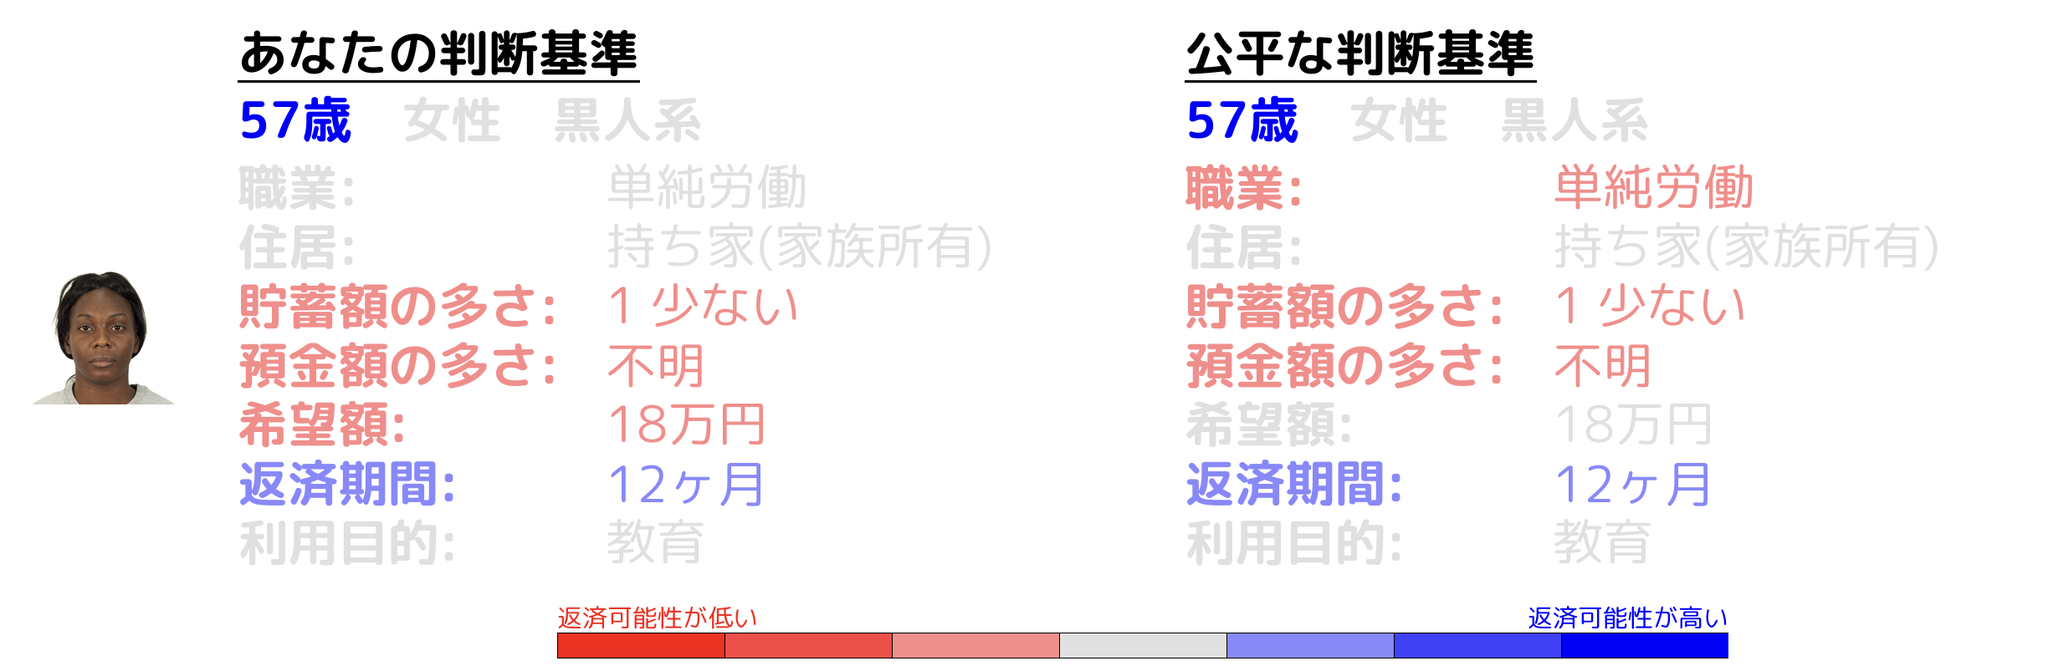 あなたの判断基準
57歳 女性 黒人系
職業: 単純労働
住居: 持ち家(家族所有)
貯蓄額の多さ: 1 少ない
預金額の多さ: 不明
希望額: 18万円
返済期間: 12ヶ月
利用目的: 教育
公平な判断基準
57歳 女性 黒人系
職業: 単純労働
住居: 持ち家(家族所有)
貯蓄額の多さ: 1 少ない
預金額の多さ: 不明
希望額: 18万円
返済期間: 12ヶ月
利用目的: 教育
返済可能性が低い
返済可能性が高い